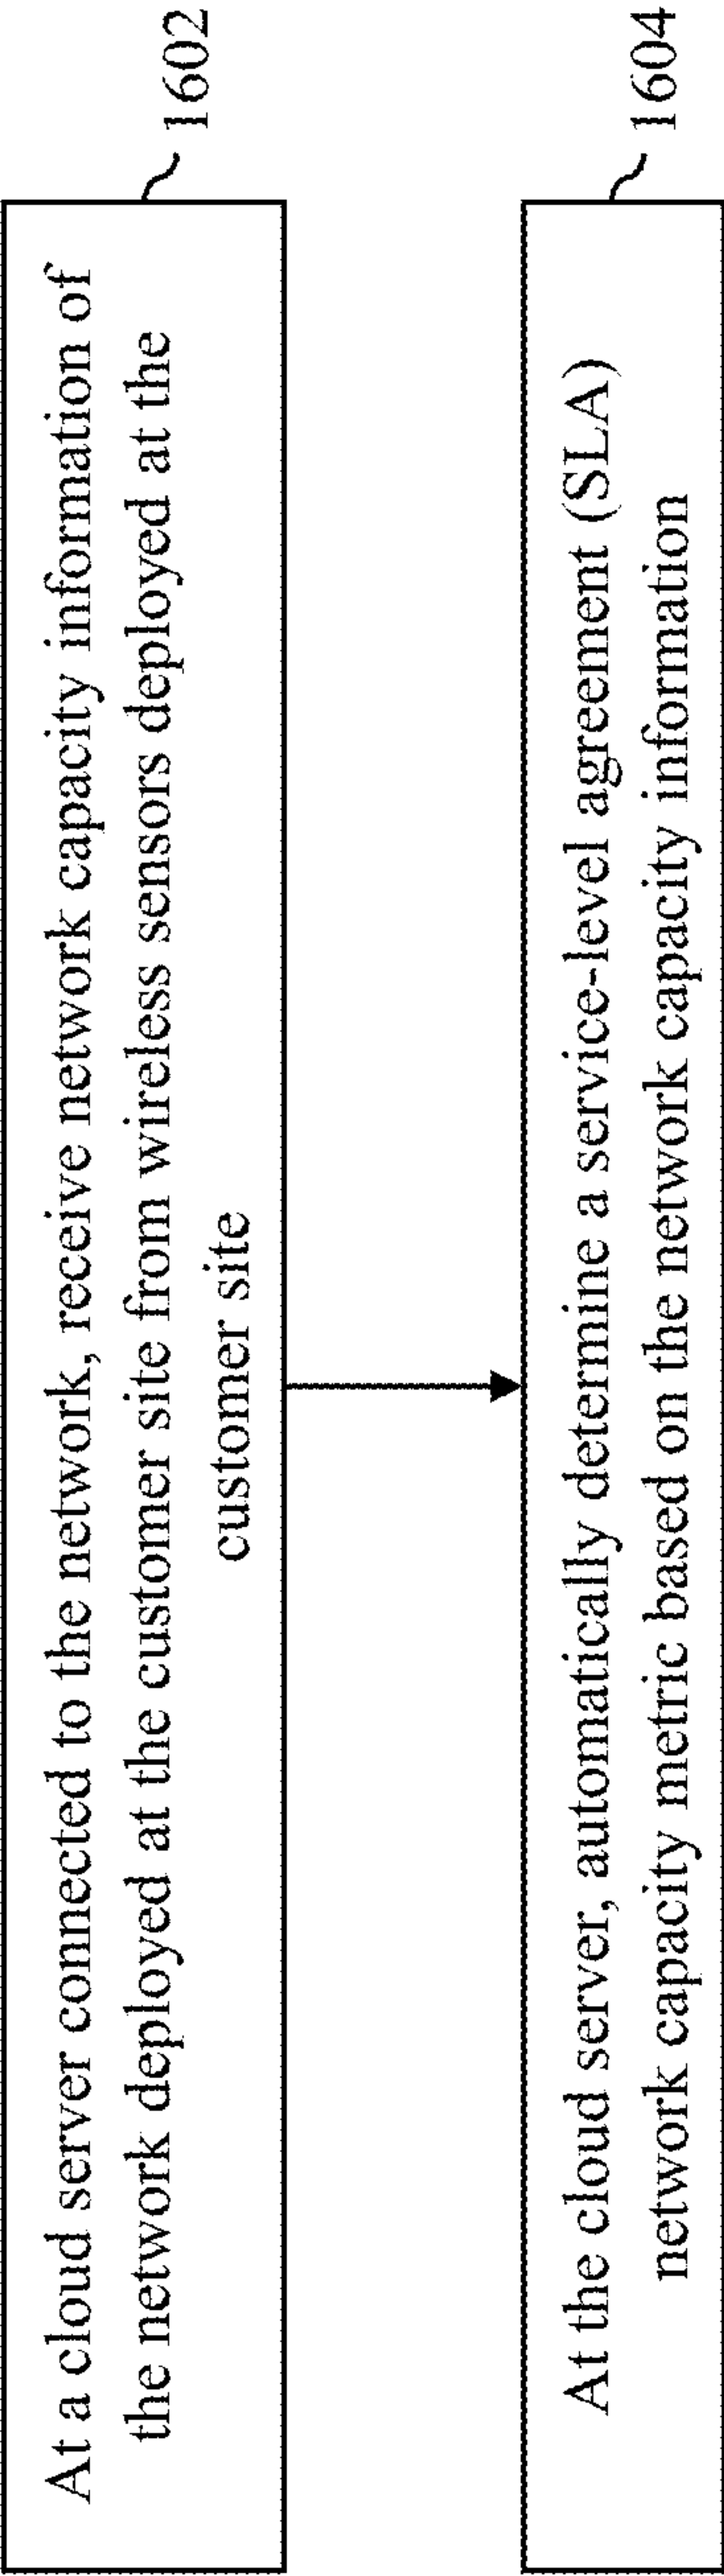 At a cloud server connected to the network, receive network capacity information of
the network deployed at the customer site from wireless sensors deployed at the
customer site
1602
At the cloud server, automatically determine a service-level agreement (SLA)
network capacity metric based on the network capacity information
1604